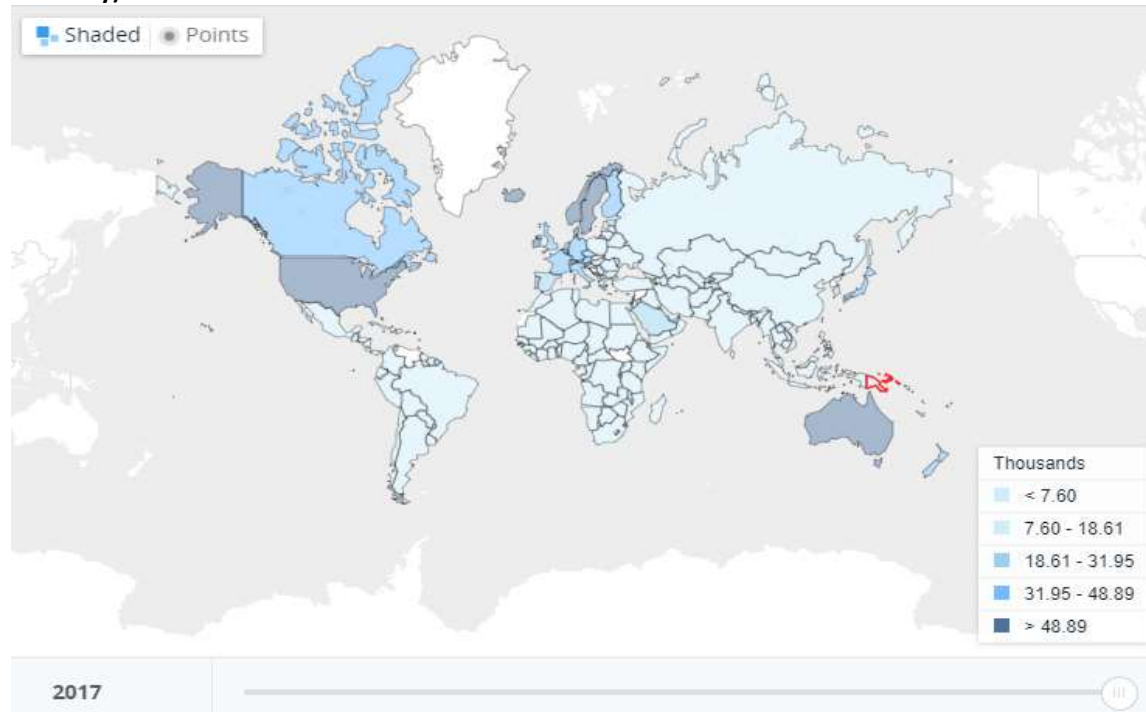 Shaded Points
Thousands
< 7.60
7.60 - 18.61
18.61 - 31.95
31.95 - 48.89
> 48.89
2017